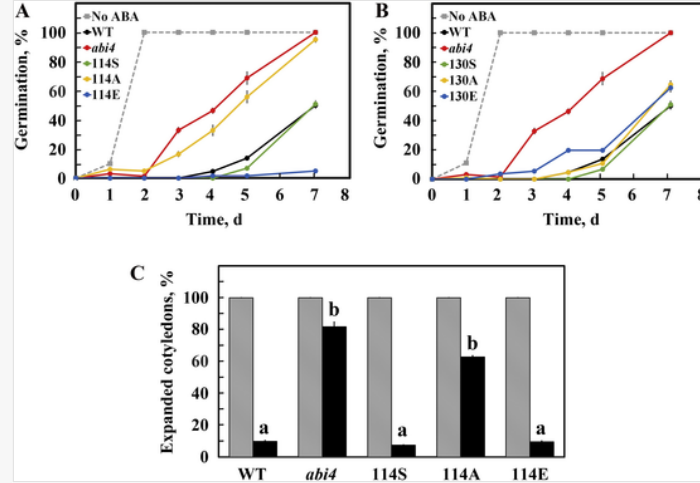 A
No ABA
WT
abi4
114S
114A
114E
Germination, %
100
80
60
40
20
0
0 1 2 3 4 5 6 7 8
Time, d
B
No ABA
WT
abi4
130S
130A
130E
Germination, %
100
80
60
40
20
0
0 1 2 3 4 5 6 7 8
Time, d
C
Expanded cotyledons, %
100
80
60
40
20
0
a b a b a
WT abi4 114S 114A 114E